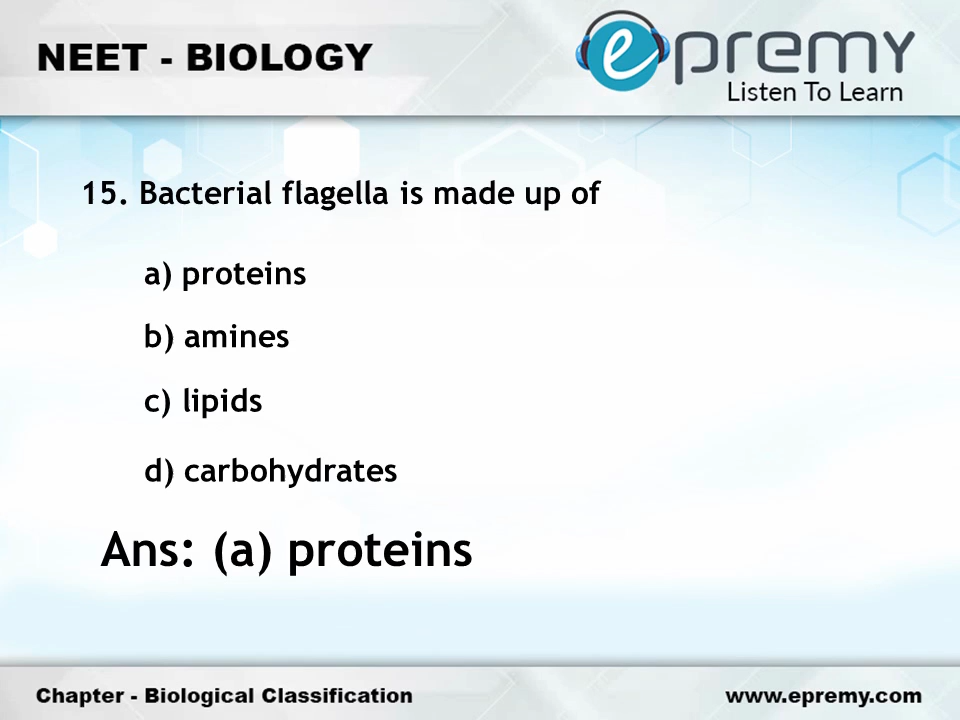 NEET - BIOLOGY
epremy
Listen To Learn
15. Bacterial flagella is made up of
a) proteins
b) amines
c) lipids
d) carbohydrates
Ans: (a) proteins
Chapter - Biological Classification
www.epremy.com